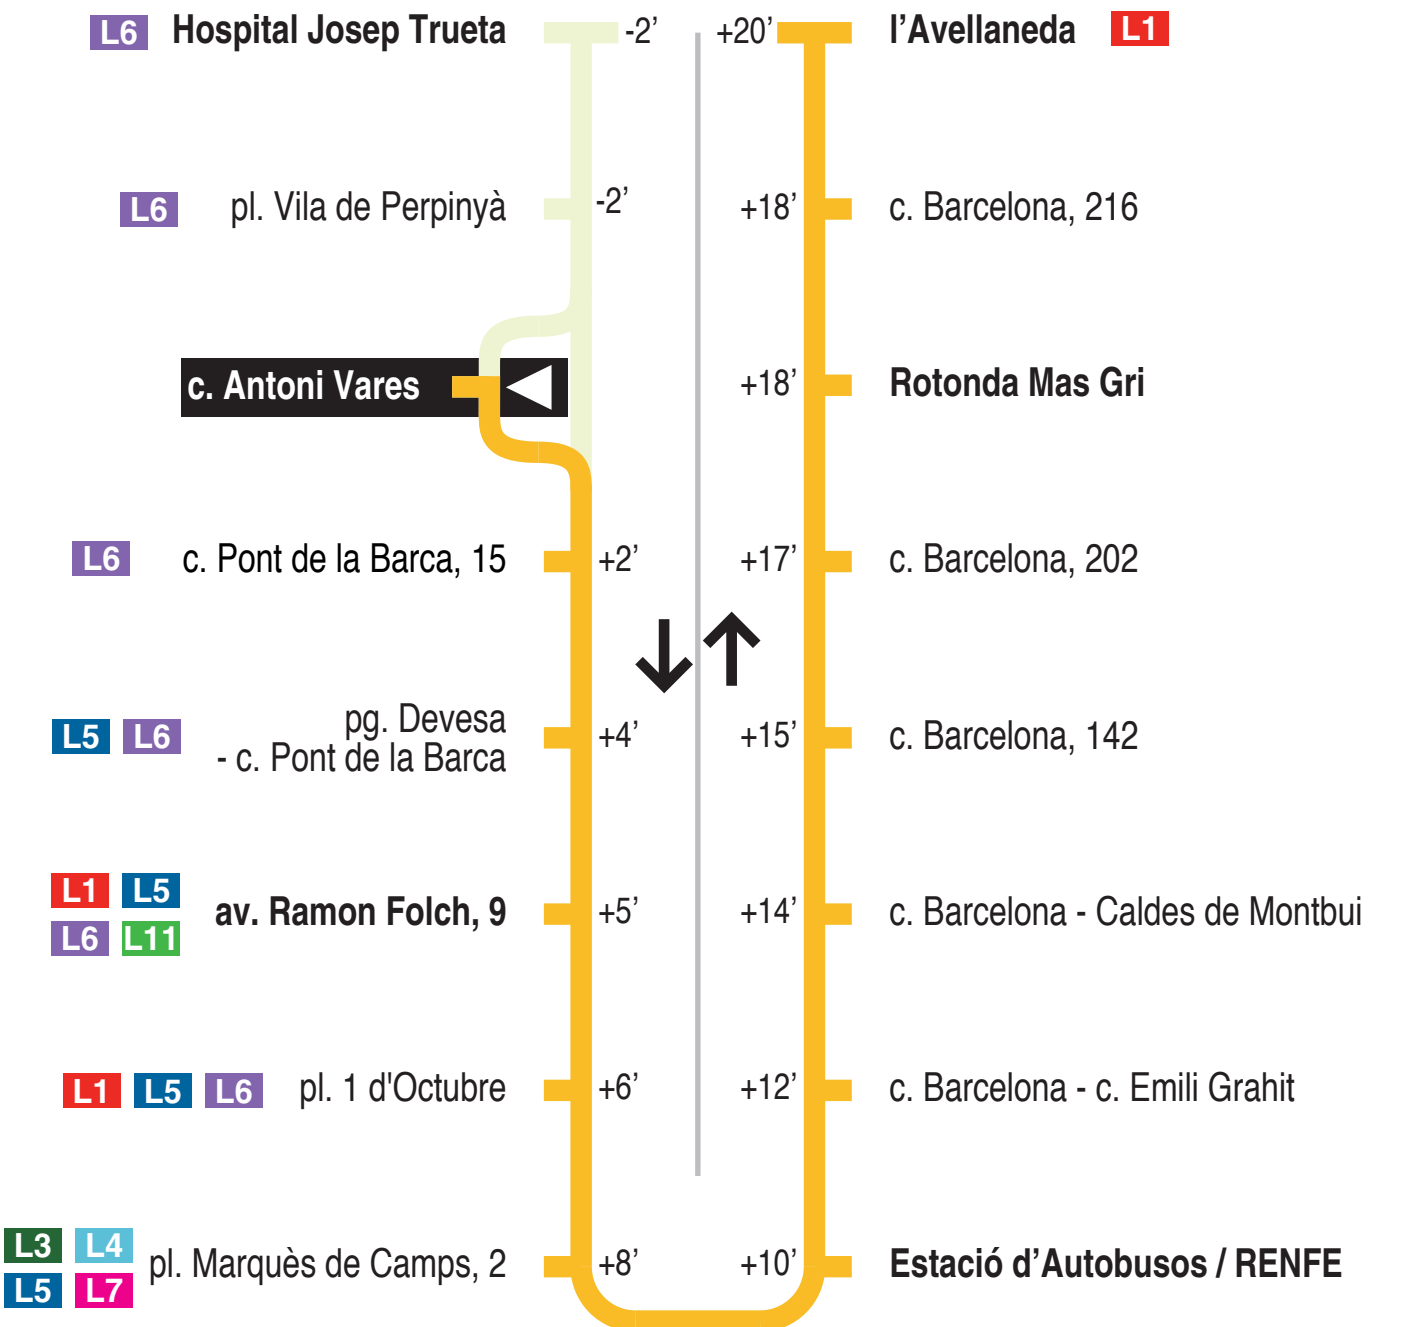 L6 Hospital Josep Trueta -2’
L6 pl. Vila de Perpinyà -2’
c. Antoni Vares
L6 c. Pont de la Barca, 15 +2’
L5 L6 pg. Devesa
- c. Pont de la Barca +4’
L1 L5
L6 L11
av. Ramon Folch, 9 +5’
L1 L5 L6 pl. 1 d'Octubre +6’
L3 L4
L5 L7
pl. Marquès de Camps, 2 +8’
+20’ l’Avellaneda L1
+18’ c. Barcelona, 216
+18’ Rotonda Mas Gri
+17’ c. Barcelona, 202
+15’ c. Barcelona, 142
+14’ c. Barcelona - Caldes de Montbui
+12’ c. Barcelona - c. Emili Grahit
+10’ Estació d’Autobusos / RENFE